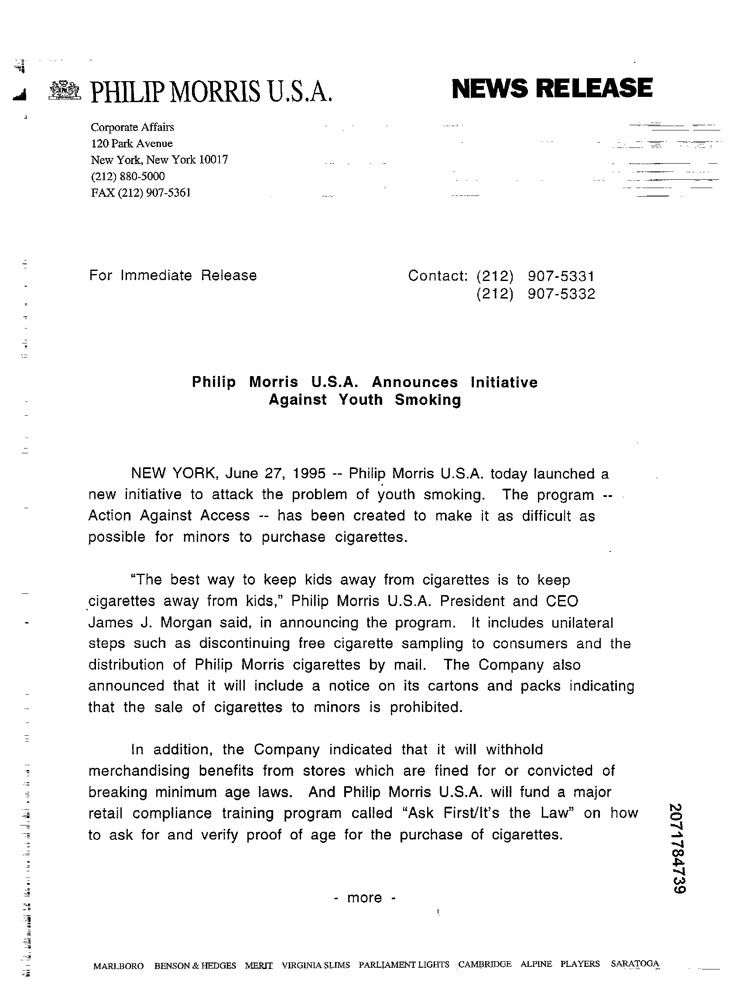 PHILIP MORRIS U.S.A.
NEWS RELEASE
Corporate Affairs
120 Park Avenue
New York, New York 10017
(212) 880-5000
FAX (212) 907-5361
For Immediate Release
Contact: (212) 907-5331
(212) 907-5332
Philip Morris U.S.A. Announces Initiative
Against Youth Smoking
NEW YORK, June 27, 1995 -- Philip Morris U.S.A. today launched a
new initiative to attack the problem of youth smoking. The program --
Action Against Access -- has been created to make it as difficult as
possible for minors to purchase cigarettes.
“The best way to keep kids away from cigarettes is to keep
cigarettes away from kids,” Philip Morris U.S.A. President and CEO
James J. Morgan said, in announcing the program. It includes unilateral
steps such as discontinuing free cigarette sampling to consumers and the
distribution of Philip Morris cigarettes by mail. The Company also
announced that it will include a notice on its cartons and packs indicating
that the sale of cigarettes to minors is prohibited.
In addition, the Company indicated that it will withhold
merchandising benefits from stores which are fined for or convicted of
breaking minimum age laws. And Philip Morris U.S.A. will fund a major
retail compliance training program called “Ask First/It's the Law” on how
to ask for and verify proof of age for the purchase of cigarettes.
- more -
2071784739
MARLBORO BENSON & HEDGES MERIT VIRGINIA SLIMS PARLIAMENT LIGHTS CAMBRIDGE ALPINE PLAYERS SARATOGA